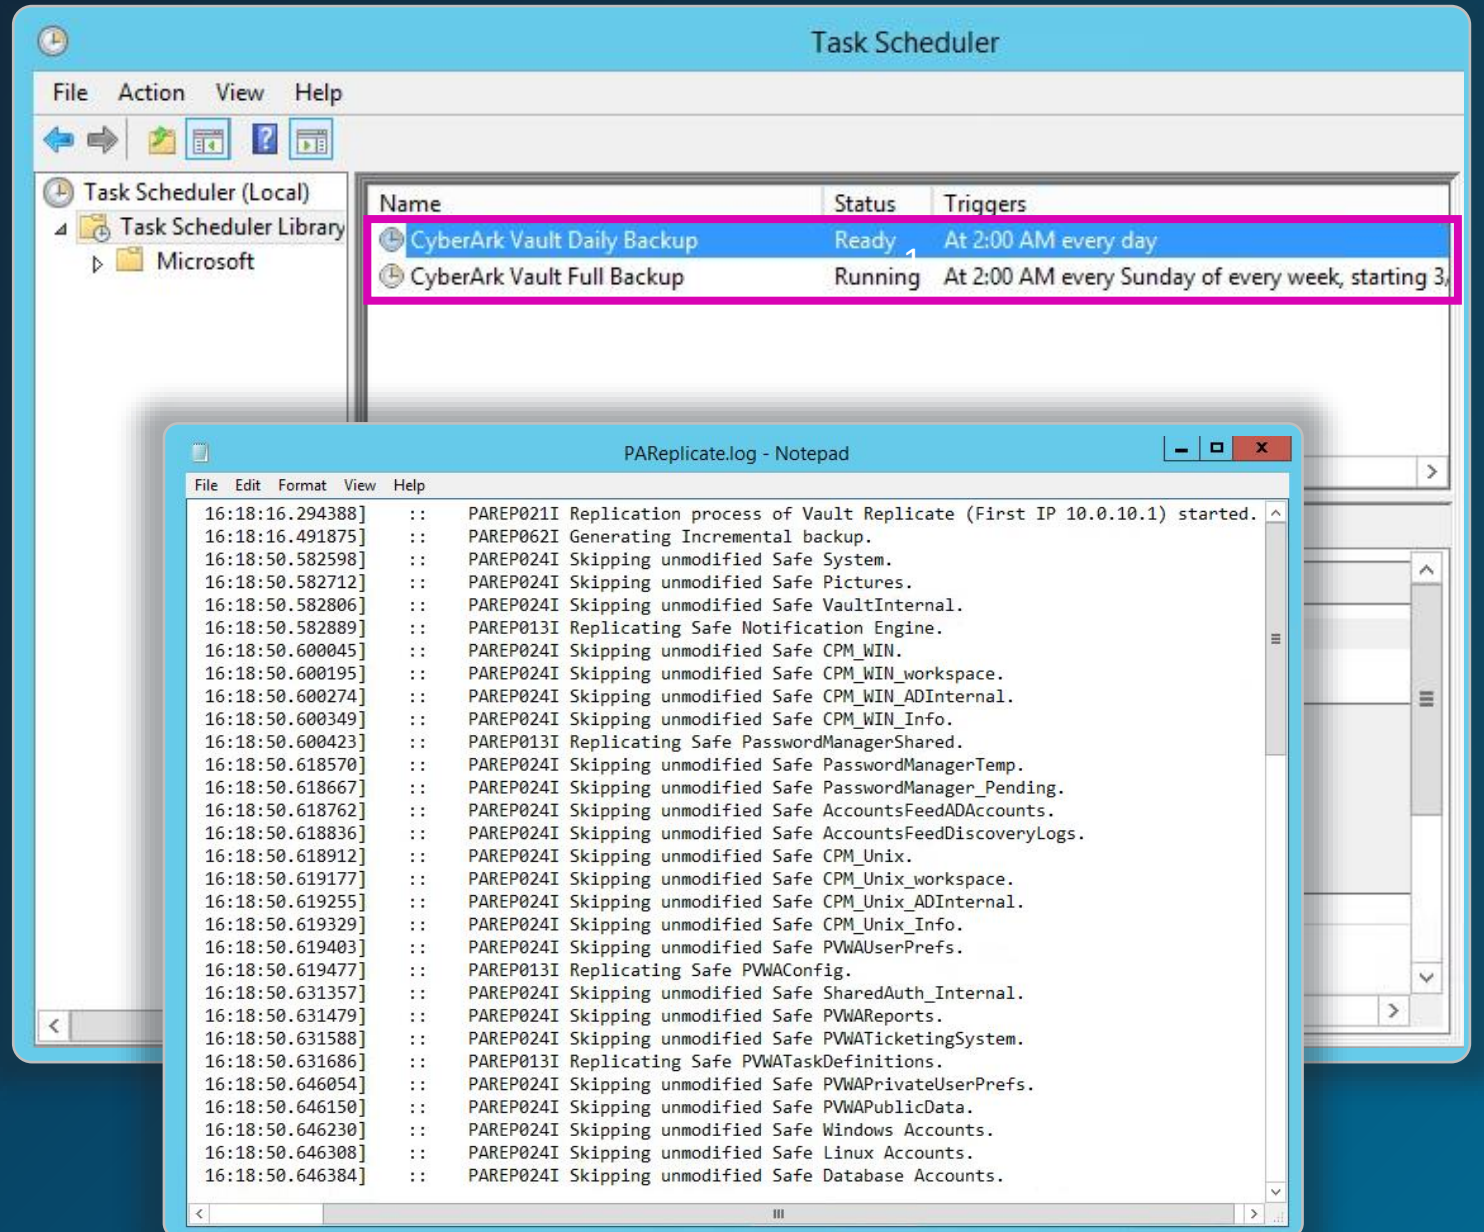 Task Scheduler
File Action View Help
Task Scheduler (Local)
Task Scheduler Library
Microsoft
Name Status Triggers
CyberArk Vault Daily Backup Ready At 2:00 AM every day
1
CyberArk Vault Full Backup Running At 2:00 AM every Sunday of every week, starting 3/
PAReplicate.log - Notepad
File Edit Format View Help
16:18:16.294388] :: PAREP021I Replication process of Vault Replicate (First IP 10.0.10.1) started.
16:18:16.491875] :: PAREP062I Generating Incremental backup.
16:18:50.582598] :: PAREP024I Skipping unmodified Safe System.
16:18:50.582712] :: PAREP024I Skipping unmodified Safe Pictures.
16:18:50.582806] :: PAREP024I Skipping unmodified Safe VaultInternal.
16:18:50.582889] :: PAREP013I Replicating Safe Notification Engine.
16:18:50.600045] :: PAREP024I Skipping unmodified Safe CPM_WIN.
16:18:50.600195] :: PAREP024I Skipping unmodified Safe CPM_WIN_workspace.
16:18:50.600274] :: PAREP024I Skipping unmodified Safe CPM_WIN_ADInternal.
16:18:50.600349] :: PAREP024I Skipping unmodified Safe CPM_WIN_Info.
16:18:50.600423] :: PAREP013I Replicating Safe PasswordManagerShared.
16:18:50.618570] :: PAREP024I Skipping unmodified Safe PasswordManagerTemp.
16:18:50.618667] :: PAREP024I Skipping unmodified Safe PasswordManager_Pending.
16:18:50.618762] :: PAREP024I Skipping unmodified Safe AccountsFeedADAccounts.
16:18:50.618836] :: PAREP024I Skipping unmodified Safe AccountsFeedDiscoveryLogs.
16:18:50.618912] :: PAREP024I Skipping unmodified Safe CPM_Unix.
16:18:50.619177] :: PAREP024I Skipping unmodified Safe CPM_Unix_workspace.
16:18:50.619255] :: PAREP024I Skipping unmodified Safe CPM_Unix_ADInternal.
16:18:50.619329] :: PAREP024I Skipping unmodified Safe CPM_Unix_Info.
16:18:50.619403] :: PAREP024I Skipping unmodified Safe PVWAUserPrefs.
16:18:50.619477] :: PAREP013I Replicating Safe PVWAConfig.
16:18:50.631357] :: PAREP024I Skipping unmodified Safe SharedAuth_Internal.
16:18:50.631479] :: PAREP024I Skipping unmodified Safe PVWAReports.
16:18:50.631588] :: PAREP024I Skipping unmodified Safe PVWATicketingSystem.
16:18:50.631686] :: PAREP013I Replicating Safe PVWATaskDefinitions.
16:18:50.646054] :: PAREP024I Skipping unmodified Safe PVWAPrivateUserPrefs.
16:18:50.646150] :: PAREP024I Skipping unmodified Safe PVWAPublicData.
16:18:50.646230] :: PAREP024I Skipping unmodified Safe Windows Accounts.
16:18:50.646308] :: PAREP024I Skipping unmodified Safe Linux Accounts.
16:18:50.646384] :: PAREP024I Skipping unmodified Safe Database Accounts.